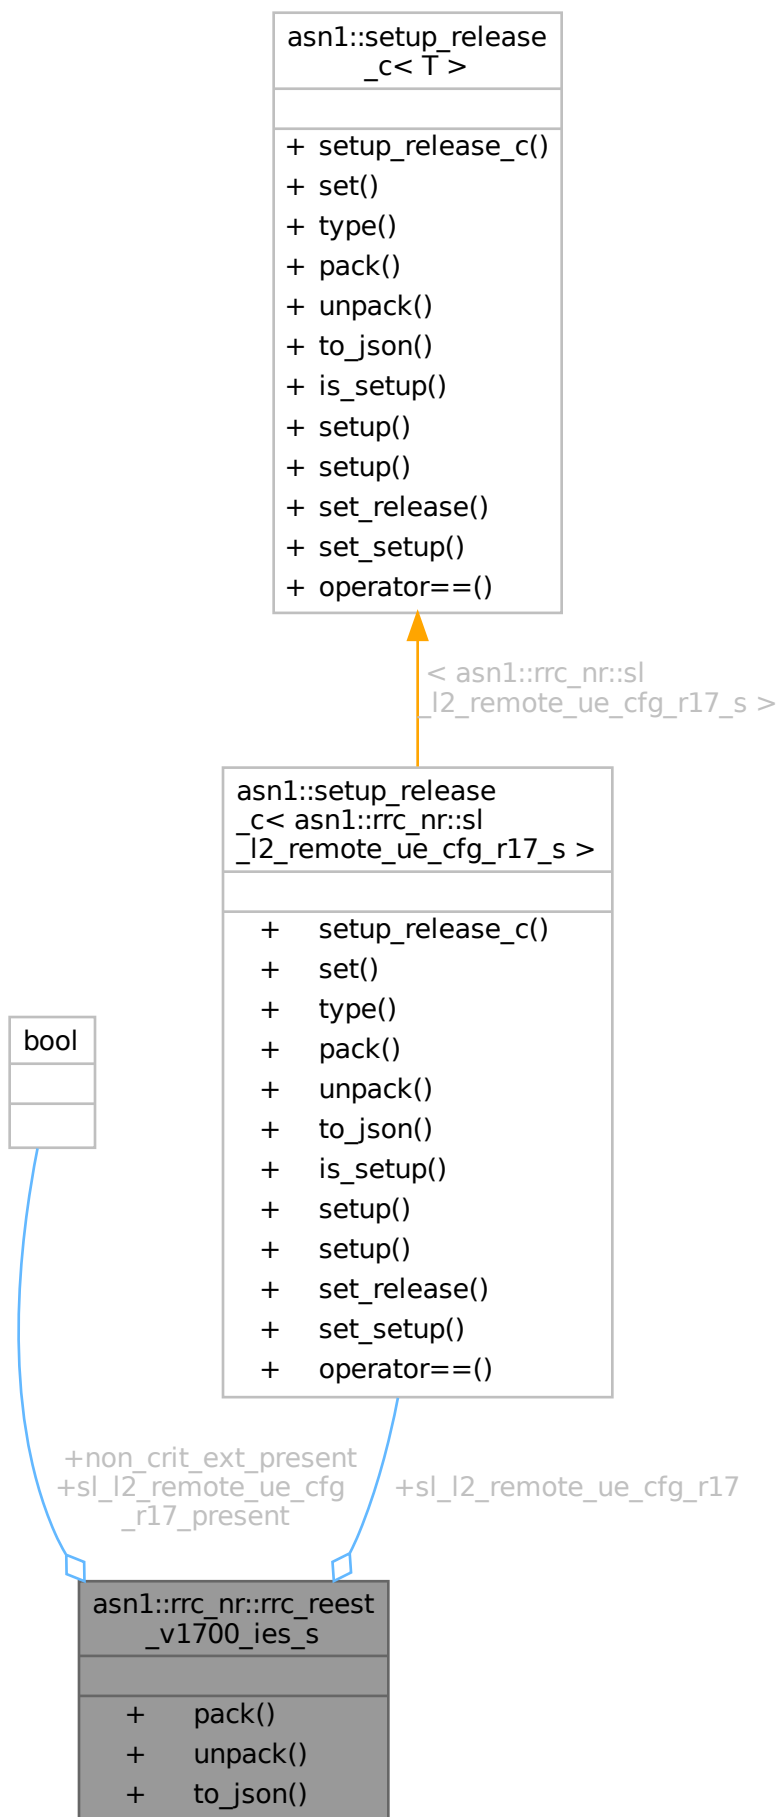 asn1::setup_release
_c< T >
+ setup_release_c()
+ set()
+ type()
+ pack()
+ unpack()
+ to_json()
+ is_setup()
+ setup()
+ setup()
+ set_release()
+ set_setup()
+ operator==()
< asn1::rrc_nr::sl
_l2_remote_ue_cfg_r17_s >
asn1::setup_release
_c< asn1::rrc_nr::sl
_l2_remote_ue_cfg_r17_s >
+ setup_release_c()
+ set()
+ type()
+ pack()
+ unpack()
+ to_json()
+ is_setup()
+ setup()
+ setup()
+ set_release()
+ set_setup()
+ operator==()
bool
+non_crit_ext_present
+sl_l2_remote_ue_cfg
_r17_present
+sl_l2_remote_ue_cfg_r17
asn1::rrc_nr::rrc_reest
_v1700_ies_s
+ pack()
+ unpack()
+ to_json()